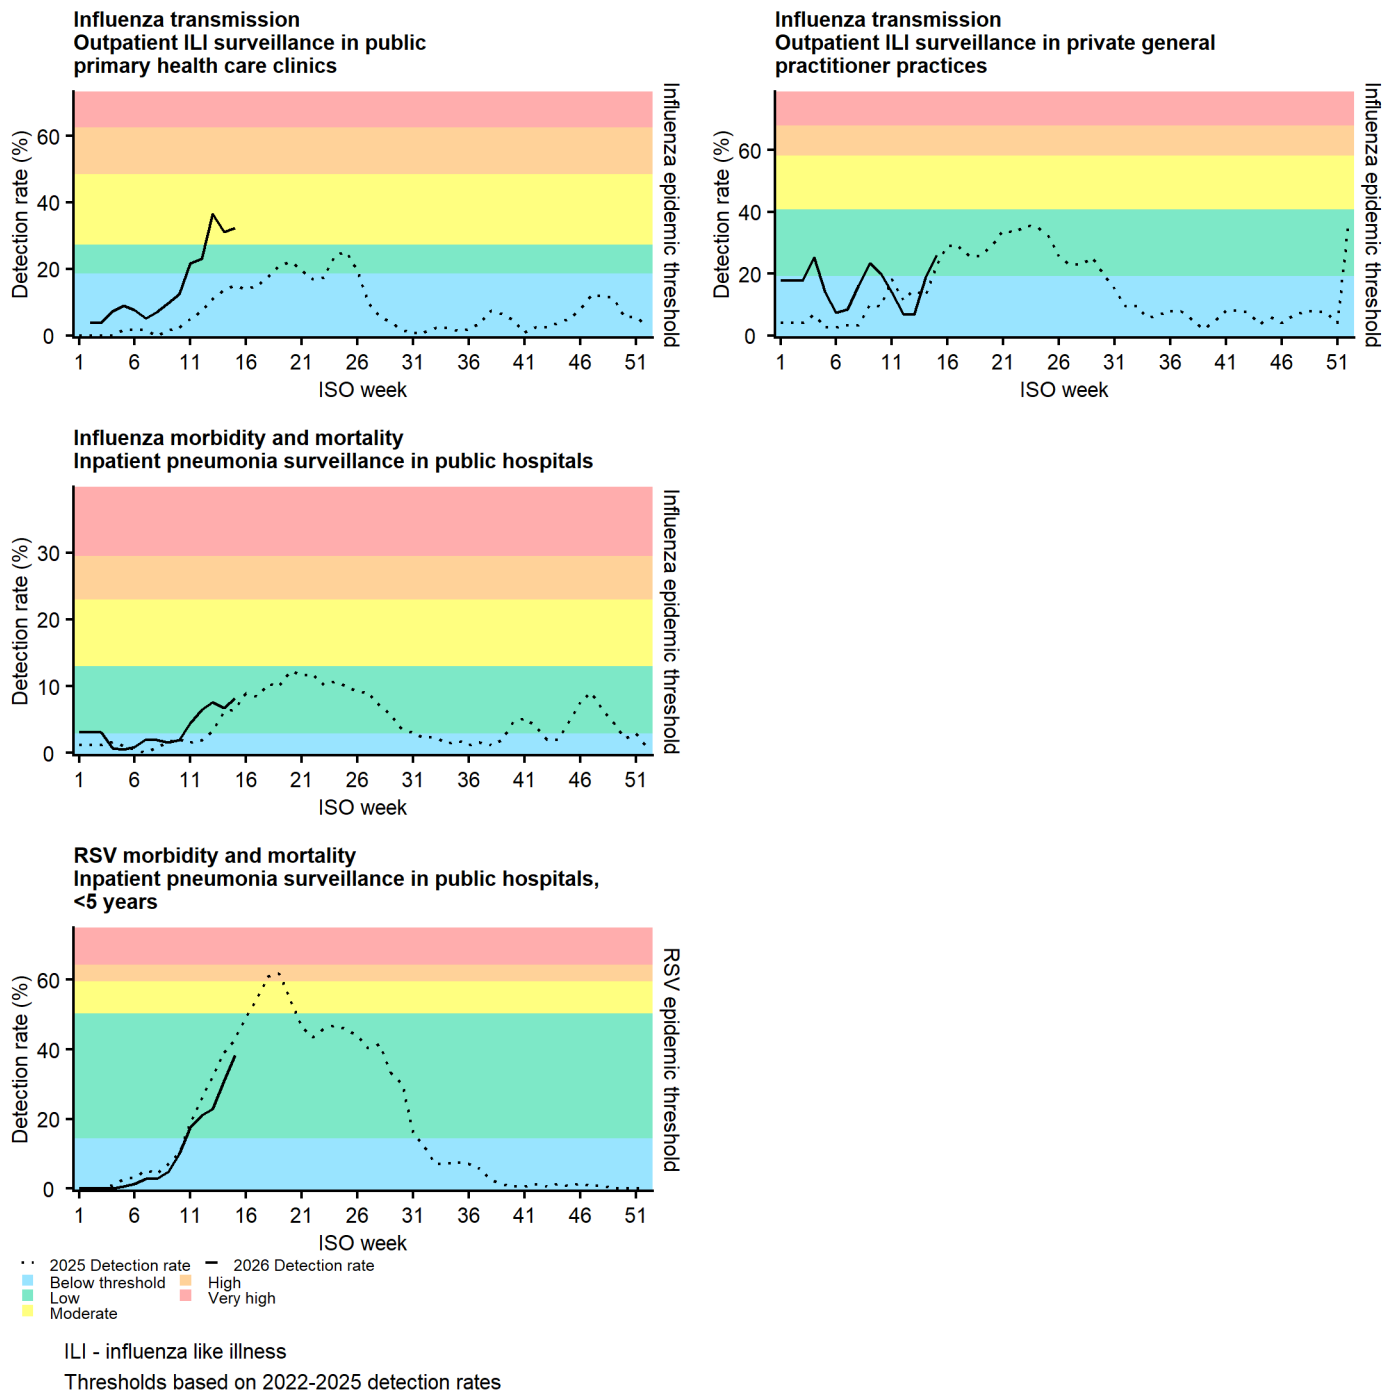 Influenza transmission
Outpatient ILI surveillance in public
primary health care clinics
Detection rate (%)
60
40
20
0
1 6 11 16 21 26 31 36 41 46 51
ISO week
Influenza epidemic threshold
Influenza transmission
Outpatient ILI surveillance in private general
practitioner practices
Detection rate (%)
60
40
20
0
1 6 11 16 21 26 31 36 41 46 51
ISO week
Influenza epidemic threshold
Influenza morbidity and mortality
Inpatient pneumonia surveillance in public hospitals
Detection rate (%)
30
20
10
0
1 6 11 16 21 26 31 36 41 46 51
ISO week
Influenza epidemic threshold
RSV morbidity and mortality
Inpatient pneumonia surveillance in public hospitals,
<5 years
Detection rate (%)
60
40
20
0
1 6 11 16 21 26 31 36 41 46 51
ISO week
RSV epidemic threshold
2025 Detection rate 2026 Detection rate
Below threshold High
Low Very high
Moderate
ILI - influenza like illness
Thresholds based on 2022-2025 detection rates